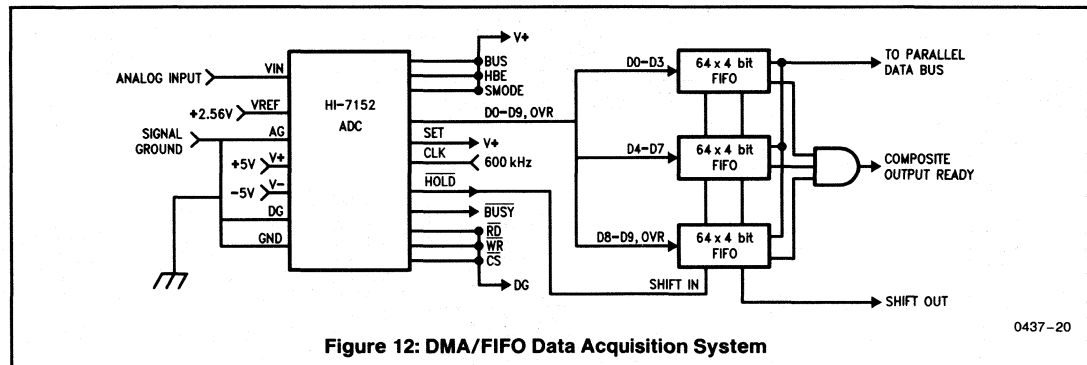 ANALOG INPUT
VIN
+2.56V
VREF
SIGNAL
GROUND
AG
+5V
V+
-5V
V-
DG
GND
HI-7152
ADC
V+
BUS
HBE
SMODE
D0-D9, OVR
SET
V+
CLK
600 kHz
HOLD
BUSY
RD
WR
CS
DG
D0-D3
64 x 4 bit
FIFO
D4-D7
64 x 4 bit
FIFO
D8-D9, OVR
64 x 4 bit
FIFO
SHIFT IN
TO PARALLEL
DATA BUS
COMPOSITE
OUTPUT READY
SHIFT OUT
0437-20
Figure 12: DMA/FIFO Data Acquisition System